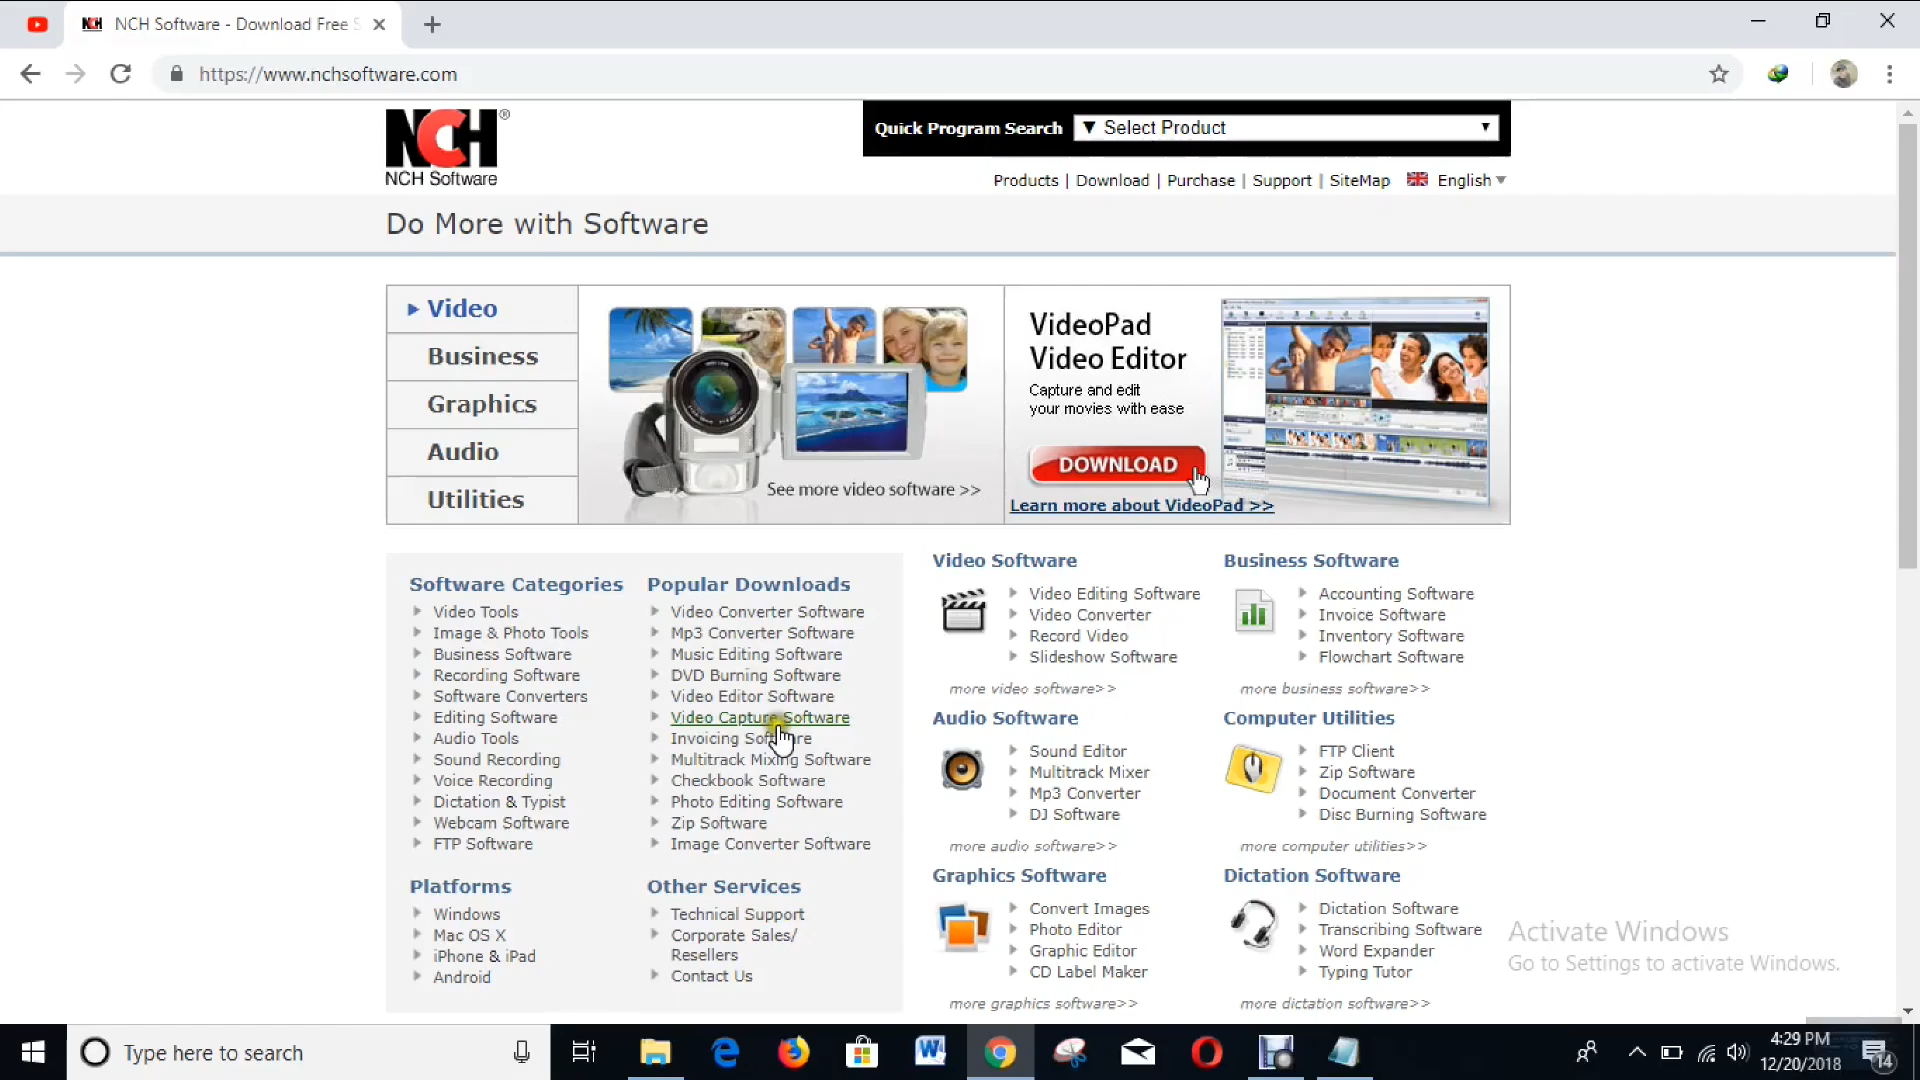 NCH Software - Download Free S
https://www.nchsoftware.com
NCH®
NCH Software
Quick Program Search
▼ Select Product
Products | Download | Purchase | Support | SiteMap
English
Do More with Software
Video
Business
Graphics
Audio
Utilities
See more video software >>
VideoPad
Video Editor
Capture and edit
your movies with ease
DOWNLOAD
Learn more about VideoPad >>
Software Categories
Video Tools
Image & Photo Tools
Business Software
Recording Software
Software Converters
Editing Software
Audio Tools
Sound Recording
Voice Recording
Dictation & Typist
Webcam Software
FTP Software
Platforms
Windows
Mac OS X
iPhone & iPad
Android
Popular Downloads
Video Converter Software
Mp3 Converter Software
Music Editing Software
DVD Burning Software
Video Editor Software
Video Capture Software
Invoicing Software
Multitrack Mixing Software
Checkbook Software
Photo Editing Software
Zip Software
Image Converter Software
Other Services
Technical Support
Corporate Sales/
Resellers
Contact Us
Video Software
Video Editing Software
Video Converter
Record Video
Slideshow Software
more video software>>
Audio Software
Sound Editor
Multitrack Mixer
Mp3 Converter
DJ Software
more audio software>>
Graphics Software
Convert Images
Photo Editor
Graphic Editor
CD Label Maker
more graphics software>>
Business Software
Accounting Software
Invoice Software
Inventory Software
Flowchart Software
more business software>>
Computer Utilities
FTP Client
Zip Software
Document Converter
Disc Burning Software
more computer utilities>>
Dictation Software
Dictation Software
Transcribing Software
Word Expander
Typing Tutor
more dictation software>>
Activate Windows
Go to Settings to activate Windows.
Type here to search
4:29 PM
12/20/2018
14